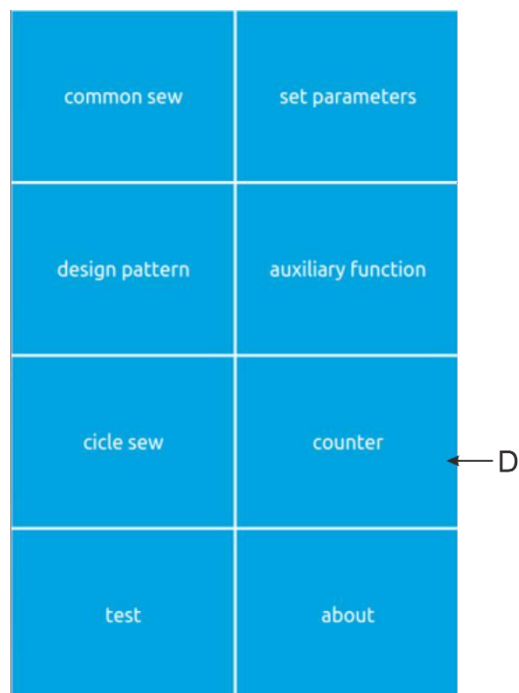 common sew
set parameters
design pattern
auxiliary function
cicle sew
counter
D
test
about